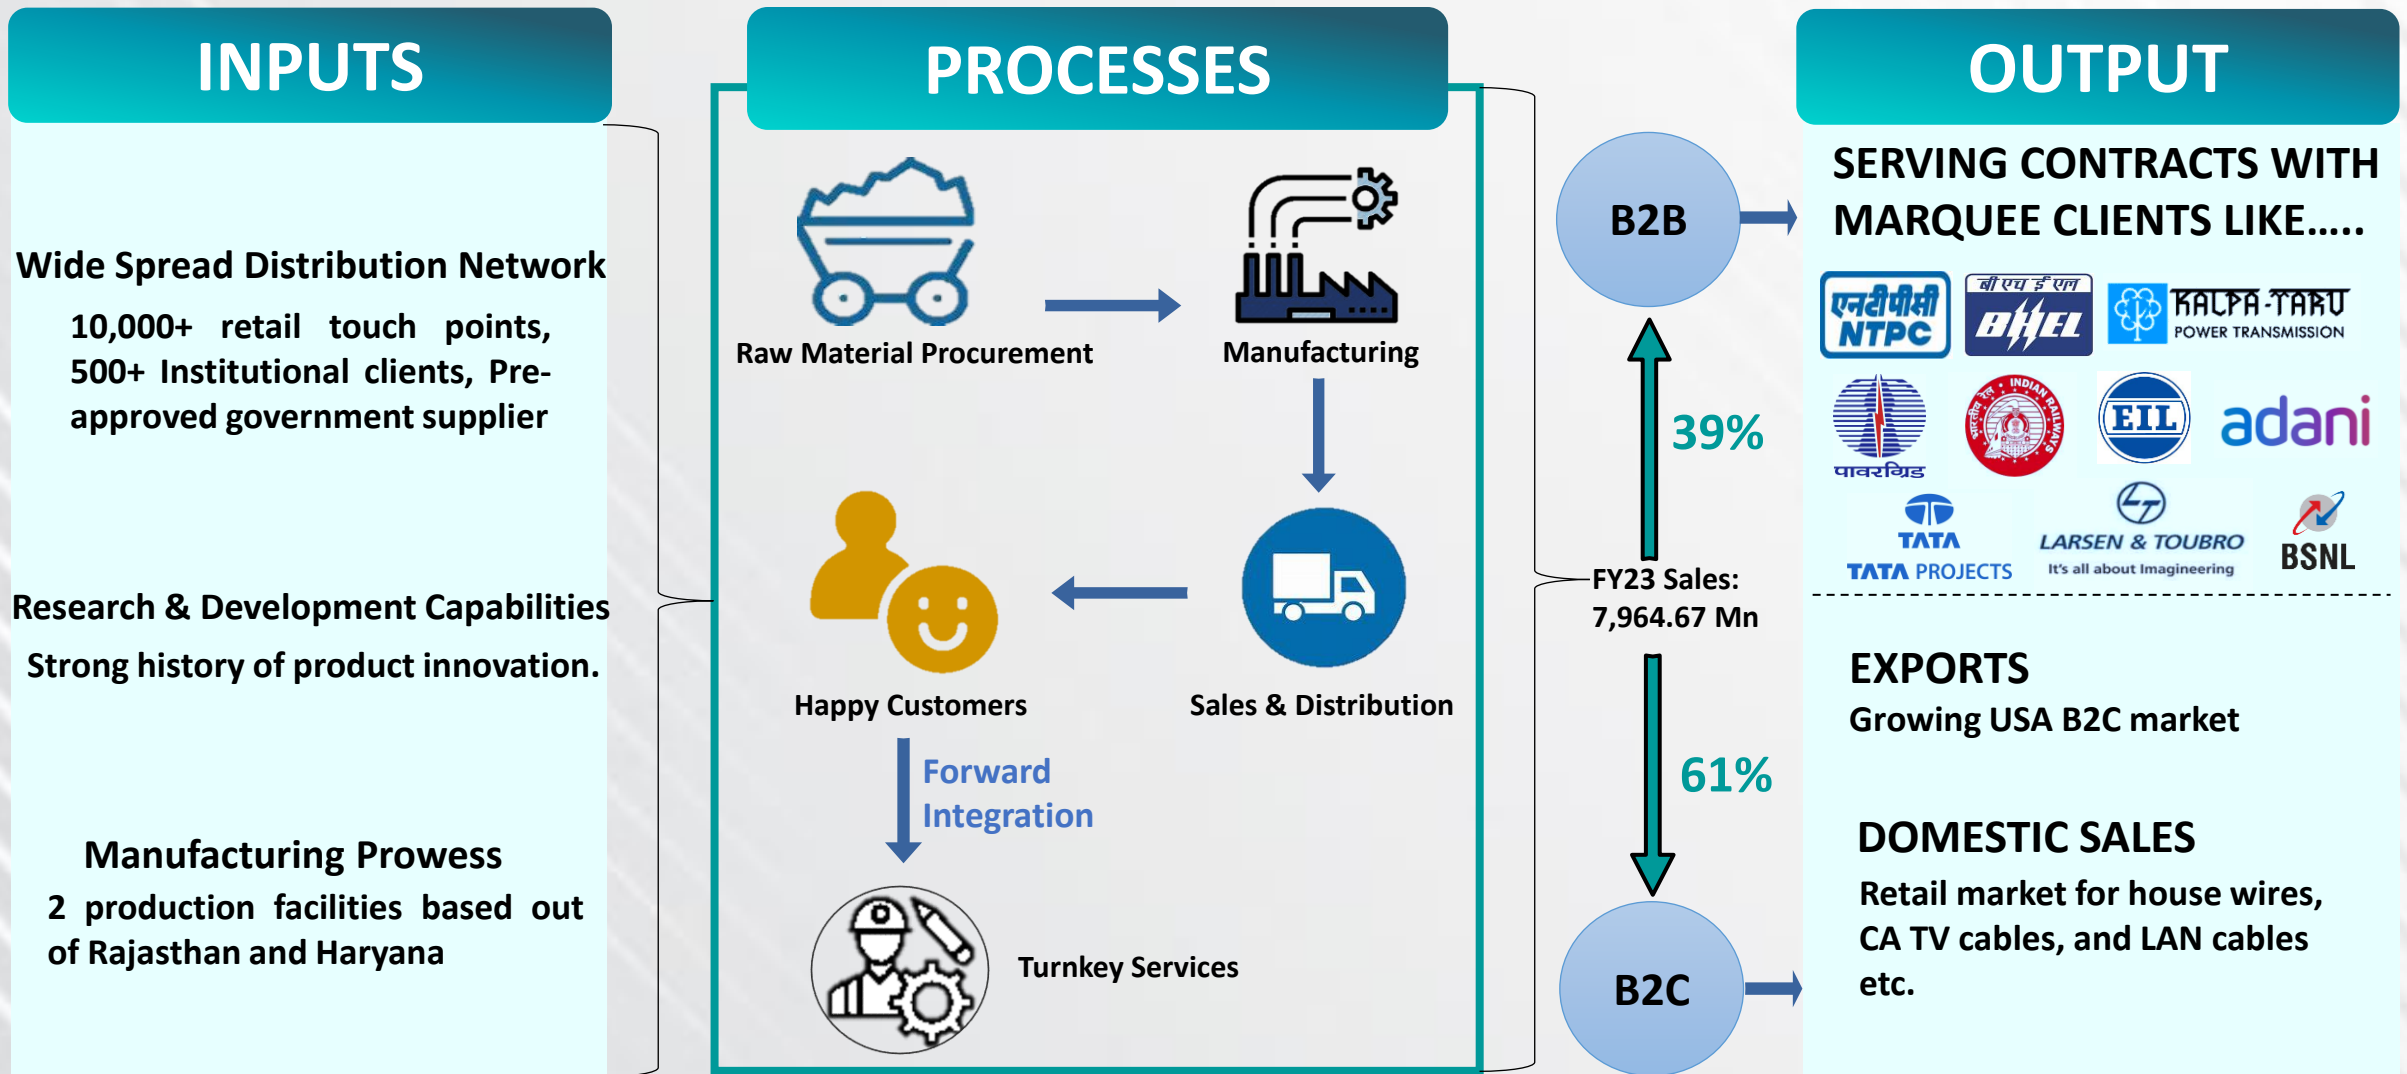 INPUTS
Wide Spread Distribution Network
10,000+ retail touch points,
500+ Institutional clients, Pre-
approved government supplier
Research & Development Capabilities
Strong history of product innovation.
Manufacturing Prowess
2 production facilities based out
of Rajasthan and Haryana
PROCESSES
Raw Material Procurement
Manufacturing
Happy Customers
Sales & Distribution
Forward
Integration
Turnkey Services
B2B
39%
FY23 Sales:
7,964.67 Mn
61%
B2C
OUTPUT
SERVING CONTRACTS WITH
MARQUEE CLIENTS LIKE.....
एनटीपीसी
NTPC
बी एच ई एल
BHEL
KALPA-TARU
POWER TRANSMISSION
पावरग्रिड
भारतीय रेल
INDIAN RAILWAYS
EIL
adani
TATA
TATA PROJECTS
LT
LARSEN & TOUBRO
It's all about Imagineering
BSNL
EXPORTS
Growing USA B2C market
DOMESTIC SALES
Retail market for house wires,
CA TV cables, and LAN cables
etc.